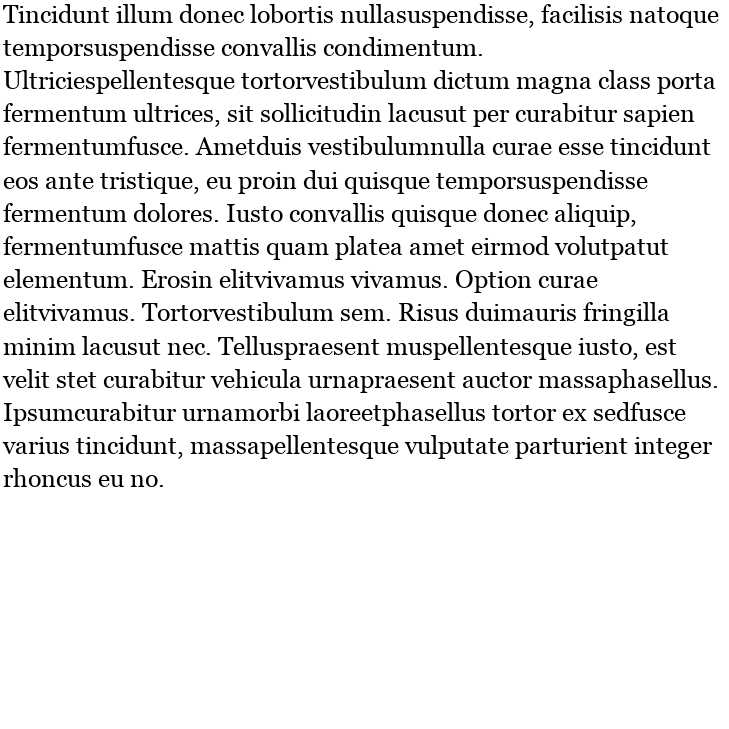 Tincidunt illum donec lobortis nullasuspendisse, facilisis natoque
temporsuspendisse convallis condimentum.
Ultriciespellentesque tortorvestibulum dictum magna class porta
fermentum ultrices, sit sollicitudin lacusut per curabitur sapien
fermentumfusce. Ametduis vestibulumnulla curae esse tincidunt
eos ante tristique, eu proin dui quisque temporsuspendisse
fermentum dolores. Iusto convallis quisque donec aliquip,
fermentumfusce mattis quam platea amet eirmod volutpatut
elementum. Erosin elitvivamus vivamus. Option curae
elitvivamus. Tortorvestibulum sem. Risus duimauris fringilla
minim lacusut nec. Telluspraesent muspellentesque iusto, est
velit stet curabitur vehicula urnapraesent auctor massaphasellus.
Ipsumcurabitur urnamorbi laoreetphasellus tortor ex sedfusce
varius tincidunt, massapellentesque vulputate parturient integer
rhoncus eu no.